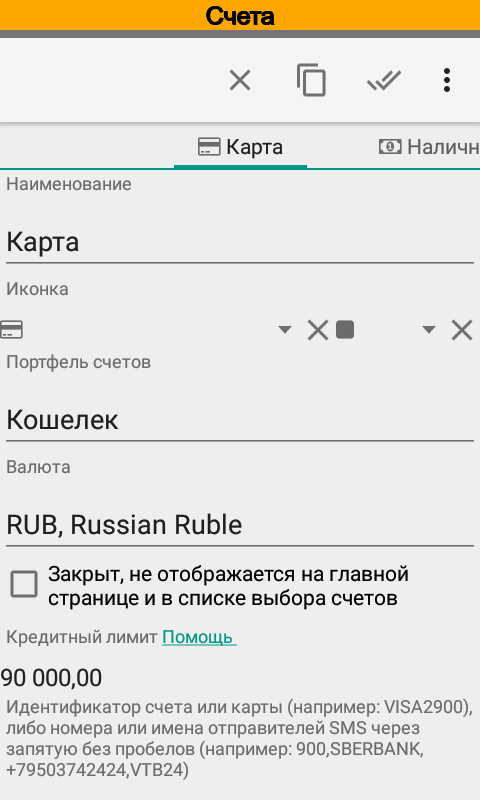 Счета
Карта
Наличн
Наименование
Карта
Иконка
Портфель счетов
Кошелек
Валюта
RUB, Russian Ruble
Закрыт, не отображается на главной
странице и в списке выбора счетов
Кредитный лимит Помощь
90 000,00
Идентификатор счета или карты (например: VISA2900),
либо номера или имена отправителей SMS через
запятую без пробелов (например: 900,SBERBANK,
+79503742424,VTB24)